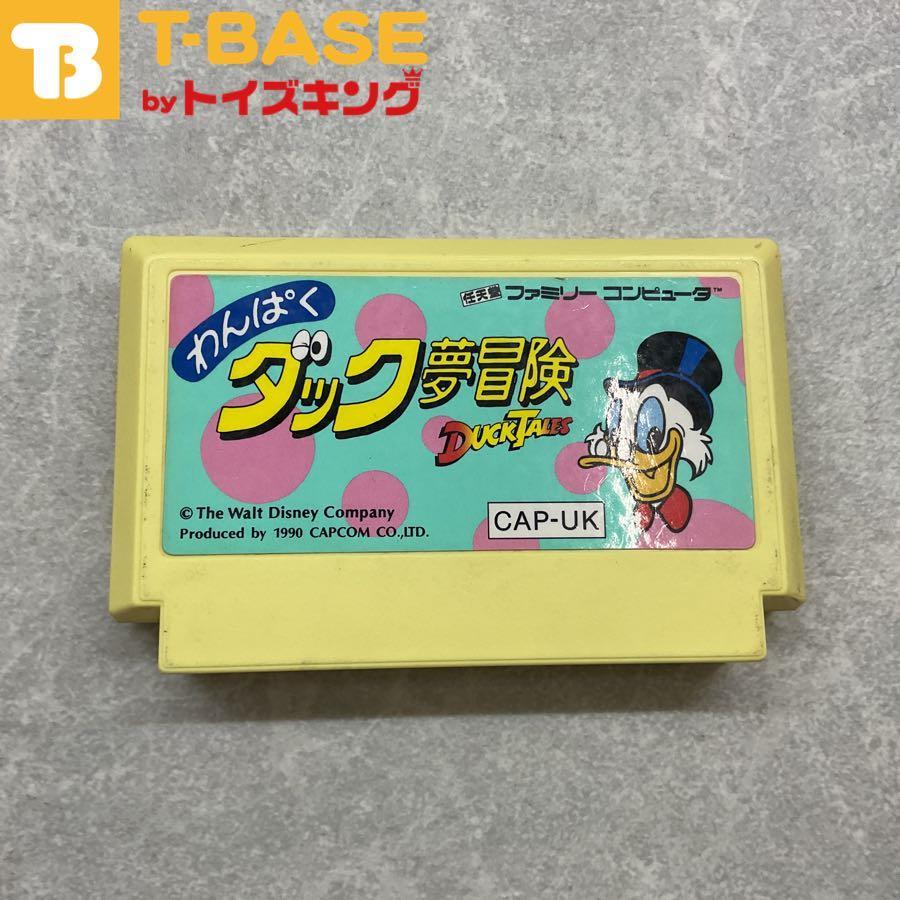 TB T-BASE
by トイズキング
任天堂 ファミリー コンピュータ™
わんぱく
ダック夢冒険
DUCKTALES
© The Walt Disney Company
Produced by 1990 CAPCOM CO.,LTD.
CAP-UK